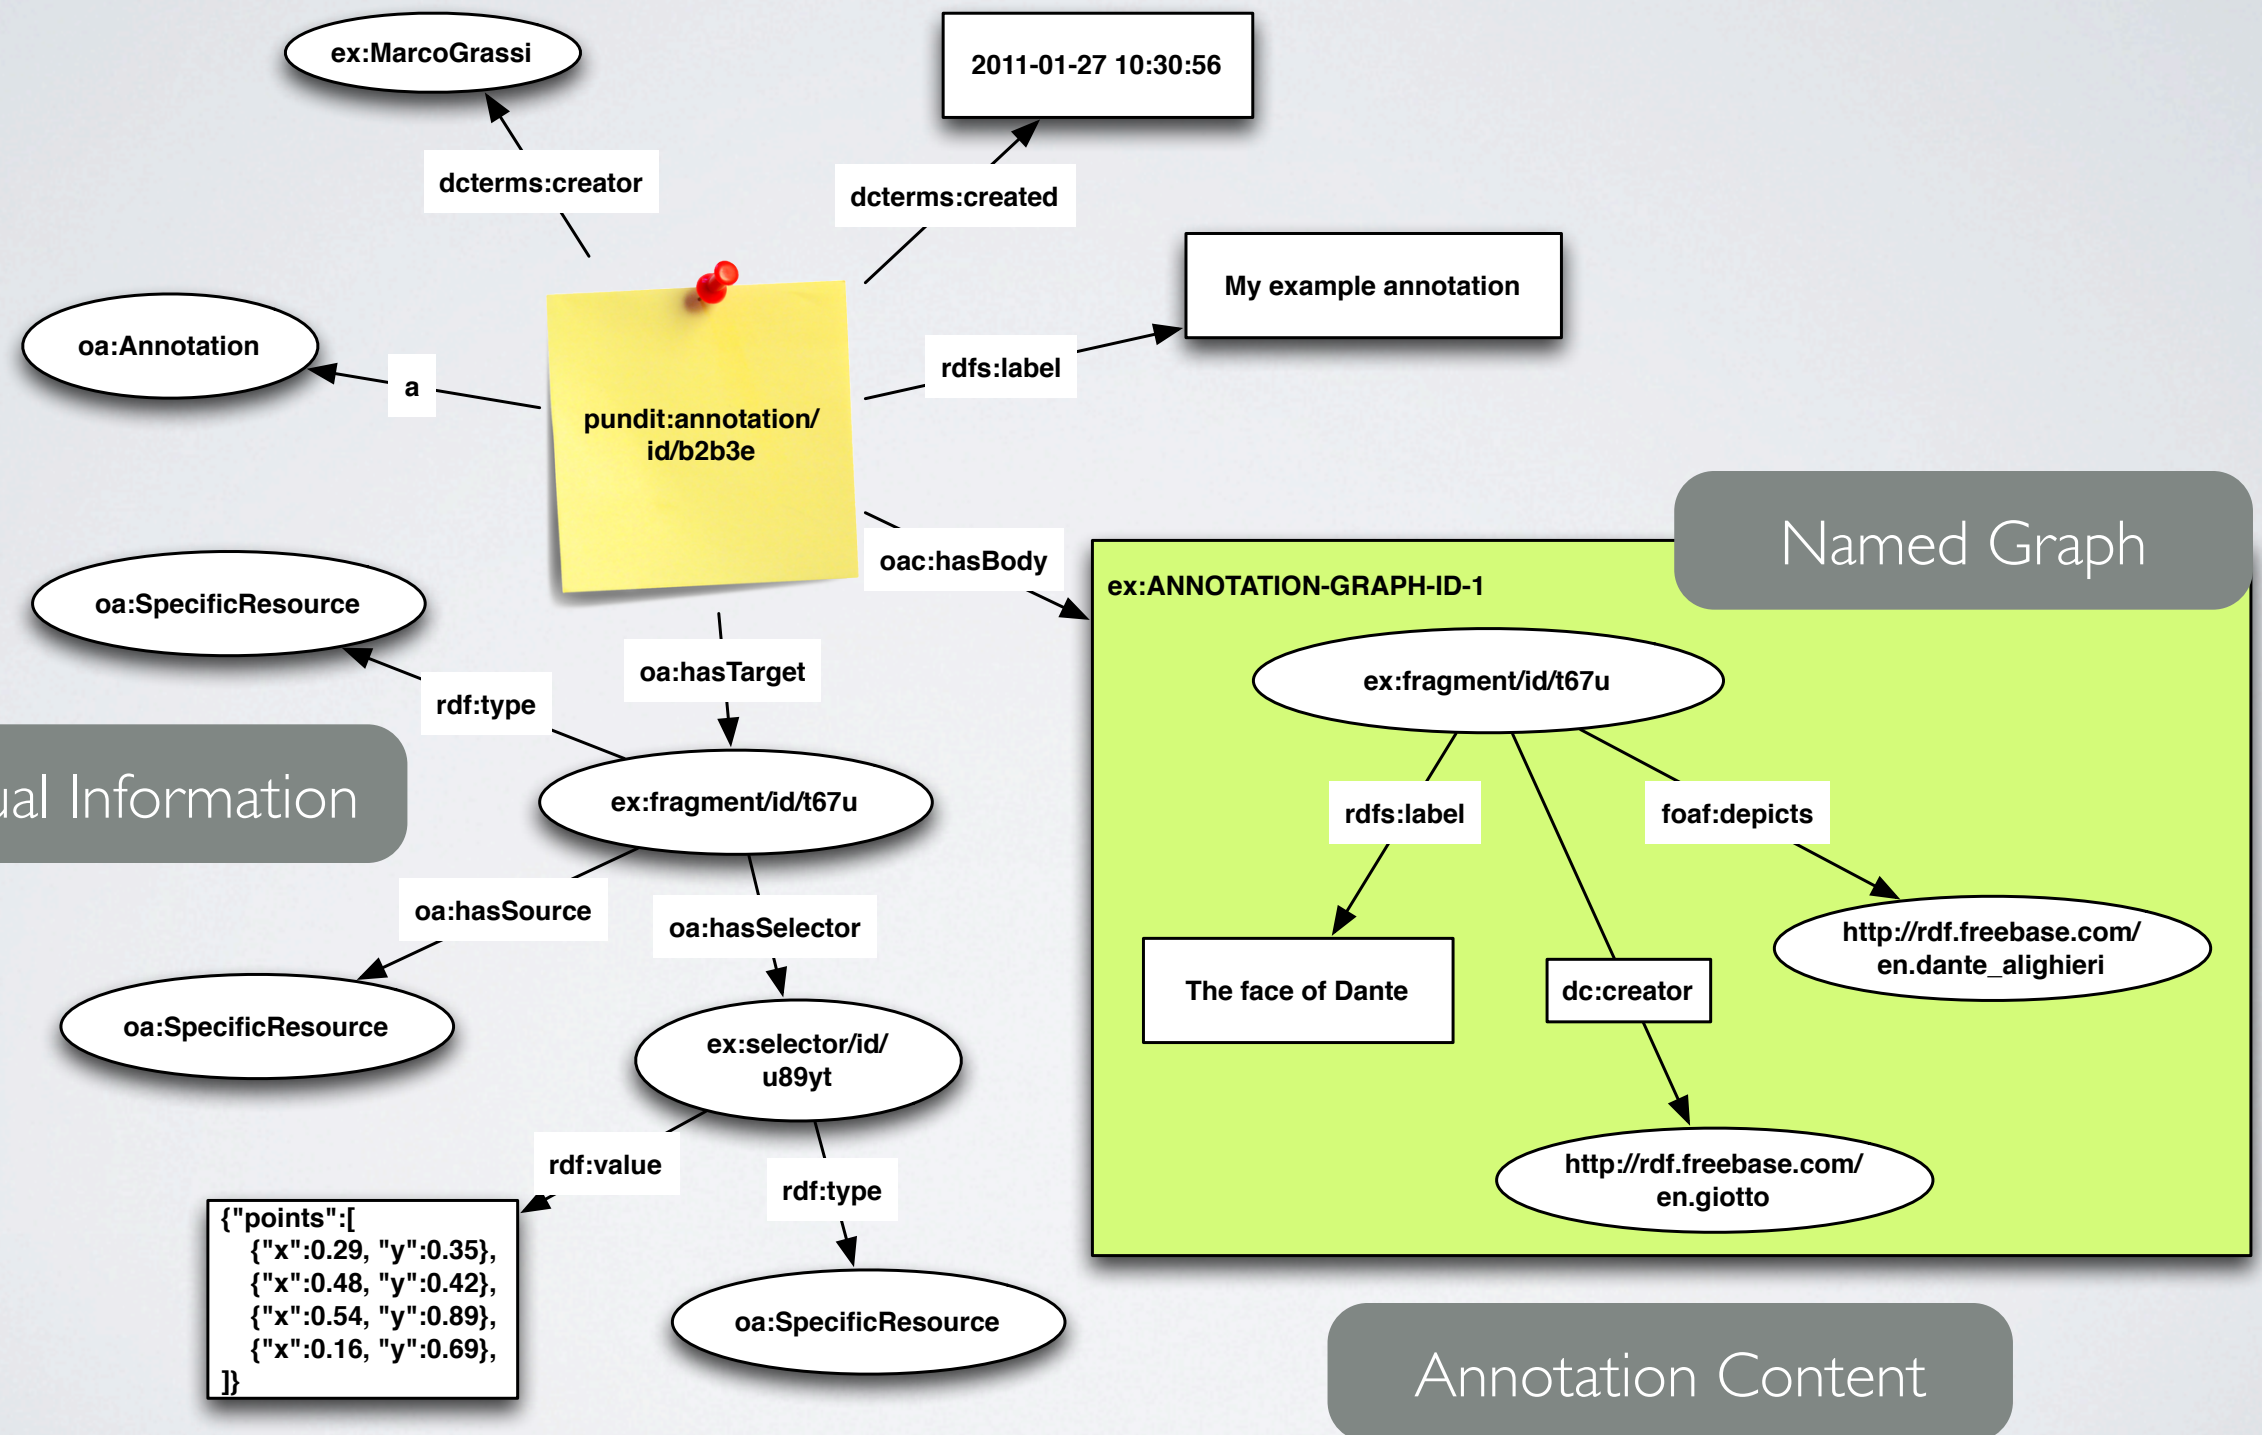 ex:MarcoGrassi
2011-01-27 10:30:56
dcterms:creator
dcterms:created
My example annotation
oa:Annotation
a
rdfs:label
pundit:annotation/
id/b2b3e
Named Graph
oac:hasBody
ex:ANNOTATION-GRAPH-ID-1
oa:SpecificResource
oa:hasTarget
rdf:type
ex:fragment/id/t67u
ual Information
ex:fragment/id/t67u
rdfs:label
foaf:depicts
oa:hasSource
oa:hasSelector
http://rdf.freebase.com/
en.dante_alighieri
The face of Dante
dc:creator
oa:SpecificResource
ex:selector/id/
u89yt
rdf:value
rdf:type
http://rdf.freebase.com/
en.giotto
{"points":[
{"x":0.29, "y":0.35},
{"x":0.48, "y":0.42},
{"x":0.54, "y":0.89},
{"x":0.16, "y":0.69},
]}
oa:SpecificResource
Annotation Content